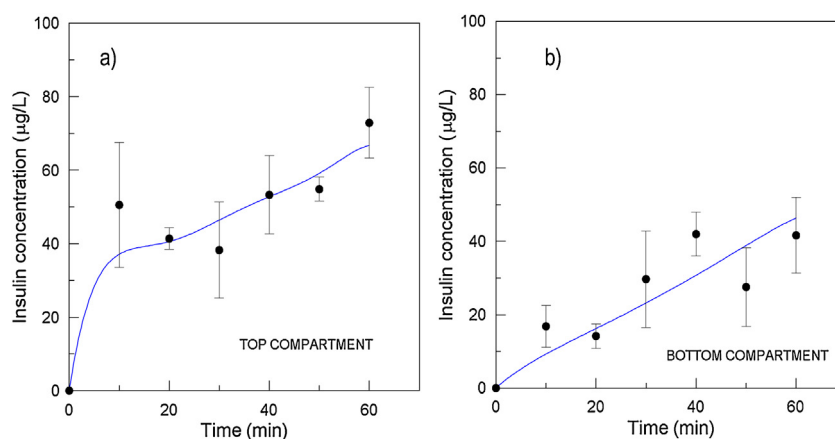 a)
Insulin concentration (µg/L)
100
80
60
40
20
0
TOP COMPARTMENT
0 20 40 60
Time (min)
b)
Insulin concentration (µg/L)
100
80
60
40
20
0
BOTTOM COMPARTMENT
0 20 40 60
Time (min)